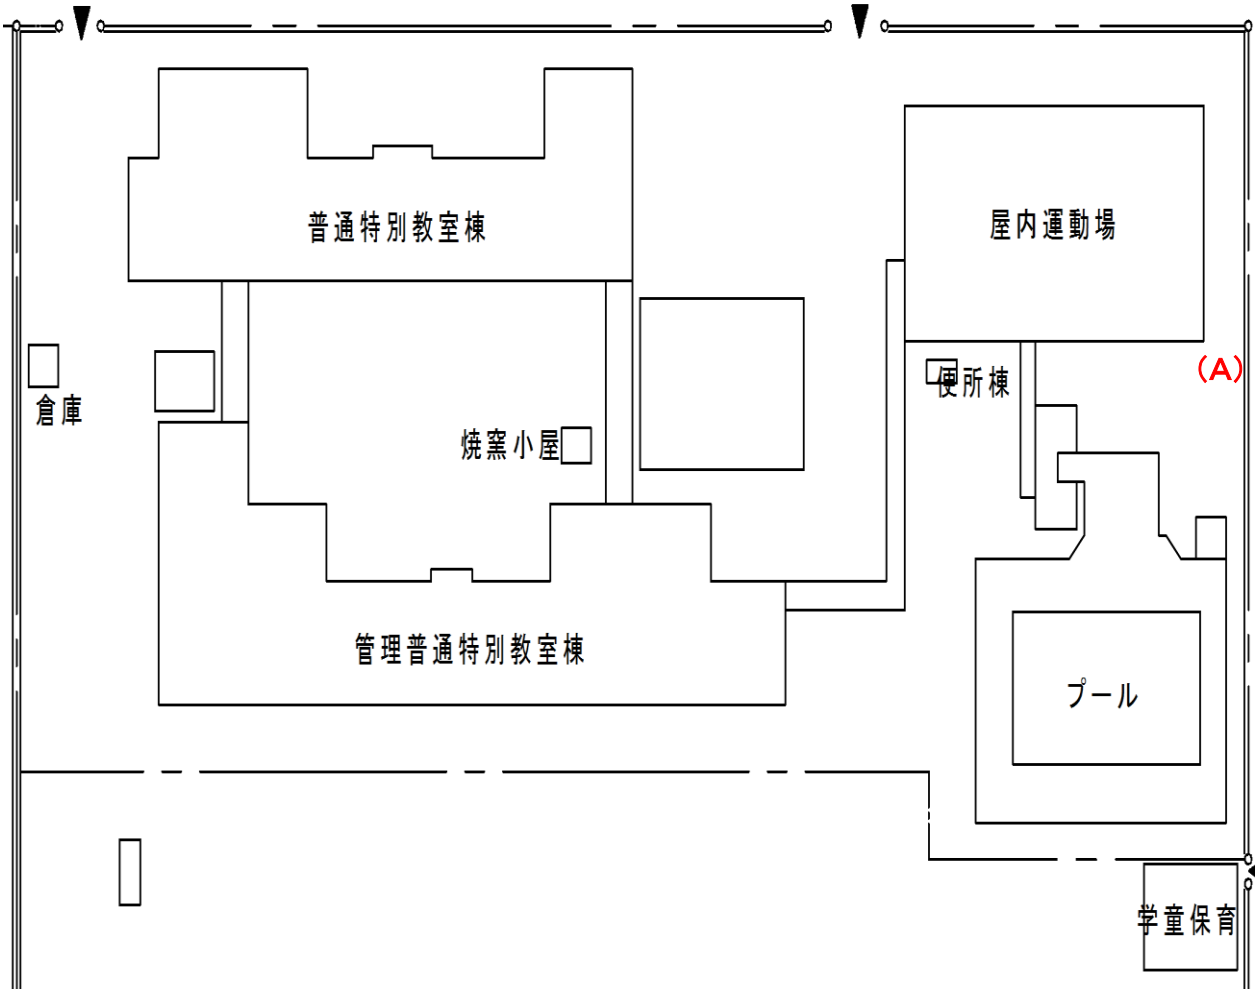 普通特別教室棟
屋内運動場
(A)
便所棟
倉庫
焼窯小屋
管理普通特別教室棟
プール
学童保育